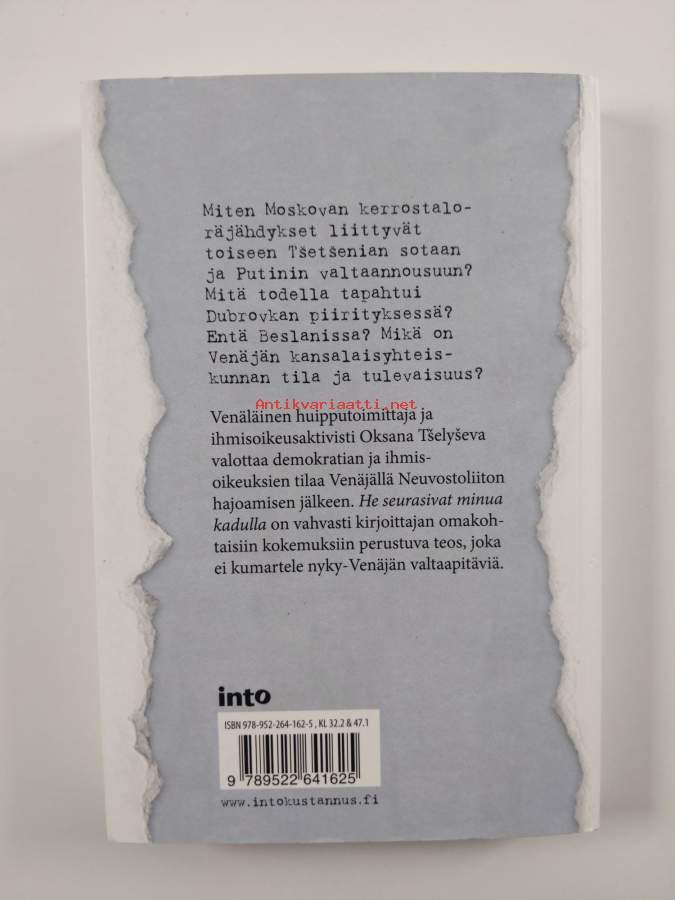 Miten Moskovan kerrostalo-
räjähdykset liittyvät
toiseen Tšetšenian sotaan
ja Putinin valtaannousuun?
Mitä todella tapahtui
Dubrovkan piirityksessä?
Entä Beslanissa? Mikä on
Venäjän kansalaisyhteis-
kunnan tila ja tulevaisuus?
Antikvariaatti.net
Venäläinen huipputoimittaja ja
ihmisoikeusaktivisti Oksana Tšelyševa
valottaa demokratian ja ihmis-
oikeuksien tilaa Venäjällä Neuvostoliiton
hajoamisen jälkeen. He seurasivat minua
kadulla on vahvasti kirjoittajan omakoh-
taisiin kokemuksiin perustuva teos, joka
ei kumartele nyky-Venäjän valtaapitäviä.
into
ISBN 978-952-264-162-5, KL 32.2 & 47.1
9 789522 641625
www.intokustannus.fi